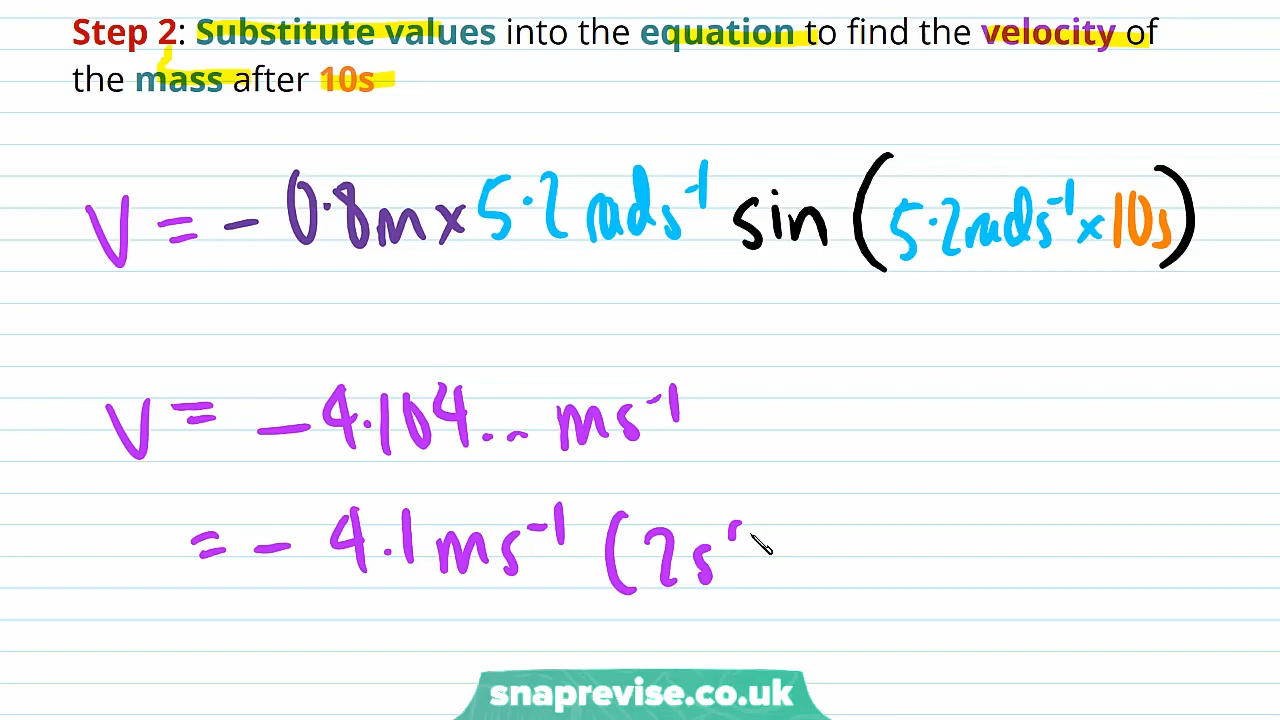 Step 2: Substitute values into the equation to find the velocity of
the mass after 10s
V = - 0.8m × 5.2 rads⁻¹ sin (5.2 rads⁻¹ × 10s)
V = - 4.104.. ms⁻¹
= - 4.1 ms⁻¹ (2s
snaprevise.co.uk